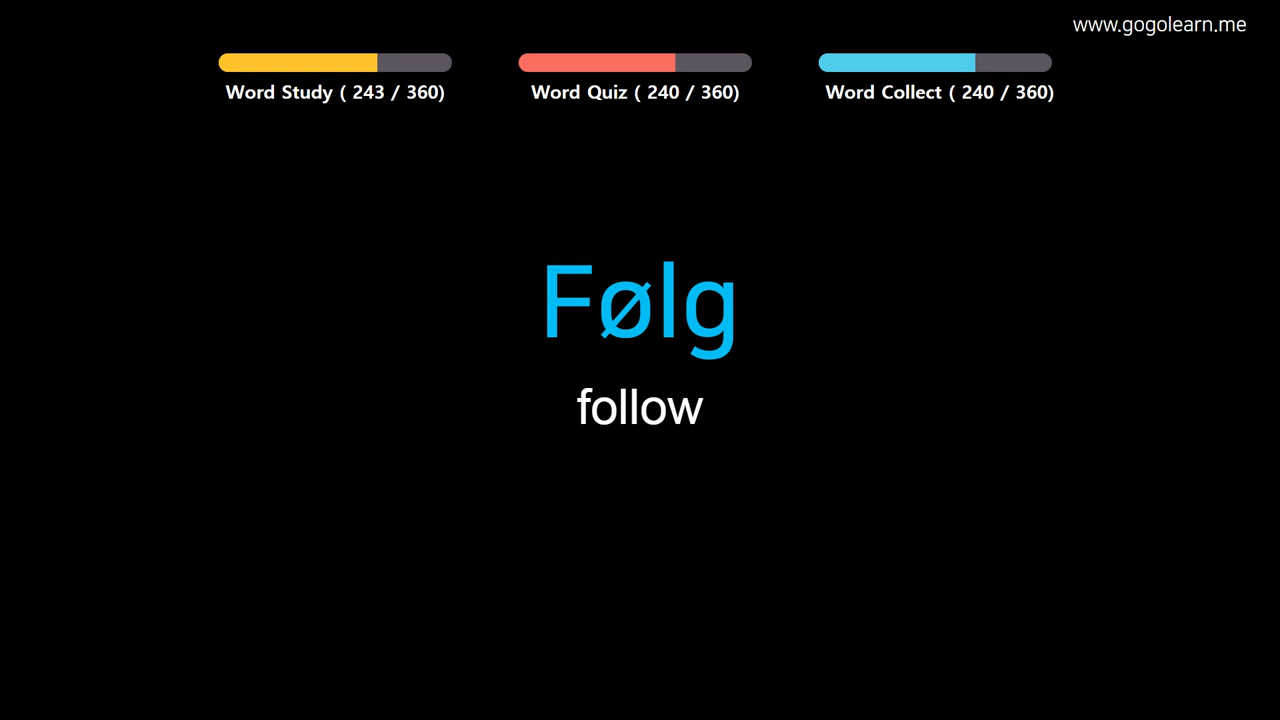 www.gogolearn.me
Word Study ( 243 / 360)
Word Quiz ( 240 / 360)
Word Collect ( 240 / 360)
Følg
follow